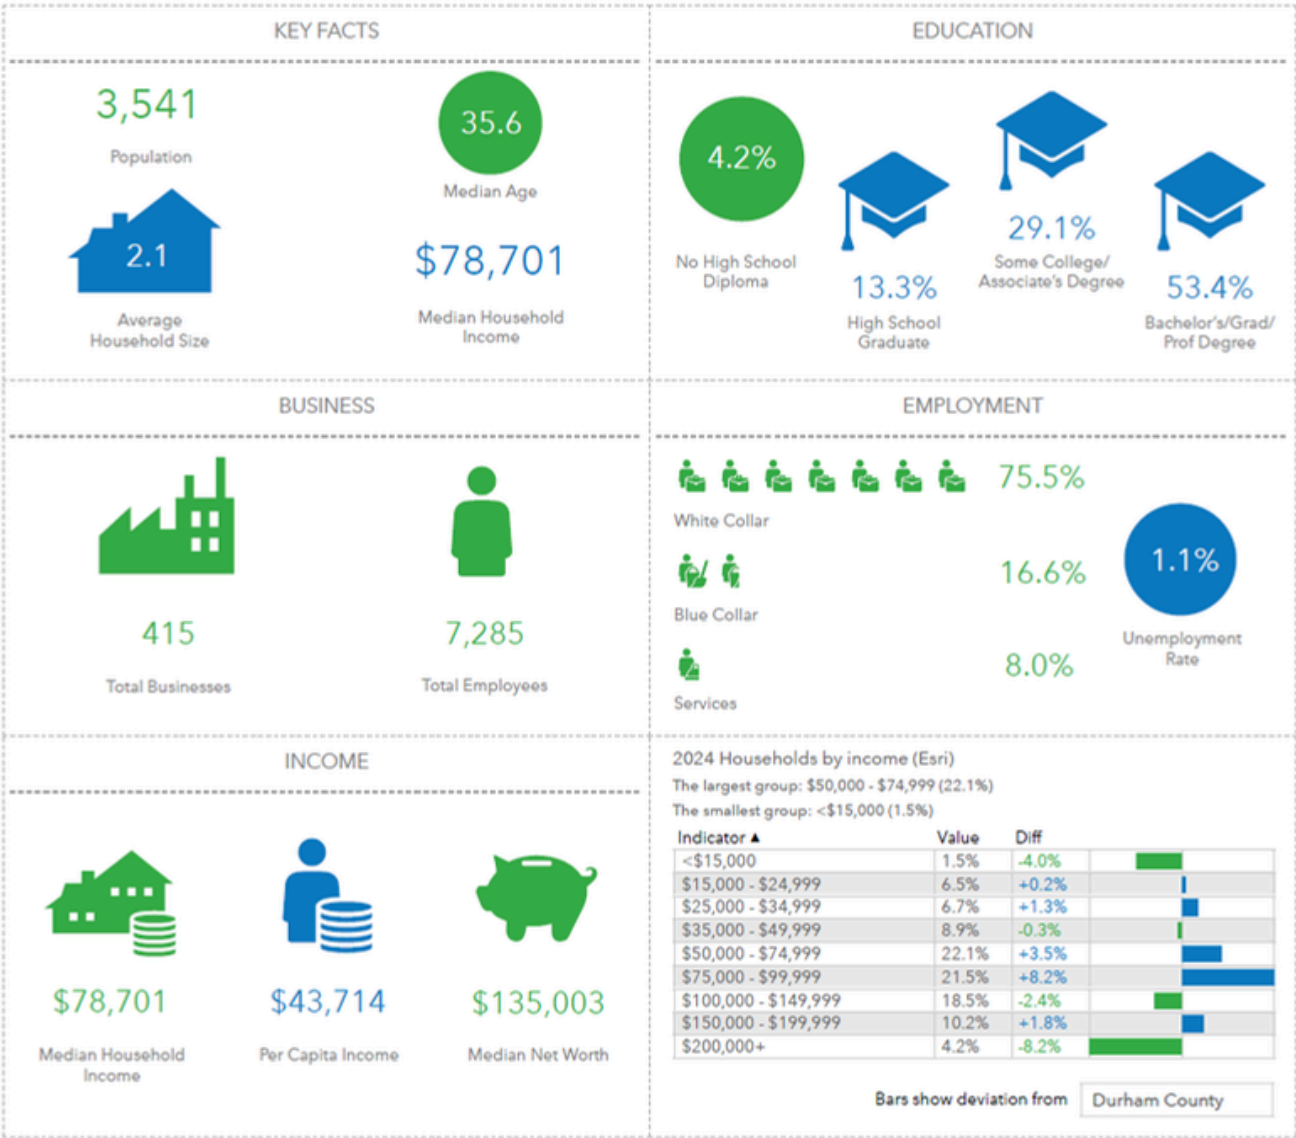 KEY FACTS
3,541
Population
35.6
Median Age
2.1
Average
Household Size
$78,701
Median Household
Income
EDUCATION
4.2%
No High School
Diploma
13.3%
High School
Graduate
29.1%
Some College/
Associate's Degree
53.4%
Bachelor's/Grad/
Prof Degree
BUSINESS
415
Total Businesses
7,285
Total Employees
EMPLOYMENT
75.5%
White Collar
16.6%
Blue Collar
8.0%
Services
1.1%
Unemployment
Rate
INCOME
$78,701
Median Household
Income
$43,714
Per Capita Income
$135,003
Median Net Worth
2024 Households by income (Esri)
The largest group: $50,000 - $74,999 (22.1%)
The smallest group: <$15,000 (1.5%)
Indicator ▲ Value Diff
<$15,000 1.5% -4.0%
$15,000 - $24,999 6.5% +0.2%
$25,000 - $34,999 6.7% +1.3%
$35,000 - $49,999 8.9% -0.3%
$50,000 - $74,999 22.1% +3.5%
$75,000 - $99,999 21.5% +8.2%
$100,000 - $149,999 18.5% -2.4%
$150,000 - $199,999 10.2% +1.8%
$200,000+ 4.2% -8.2%
Bars show deviation from Durham County